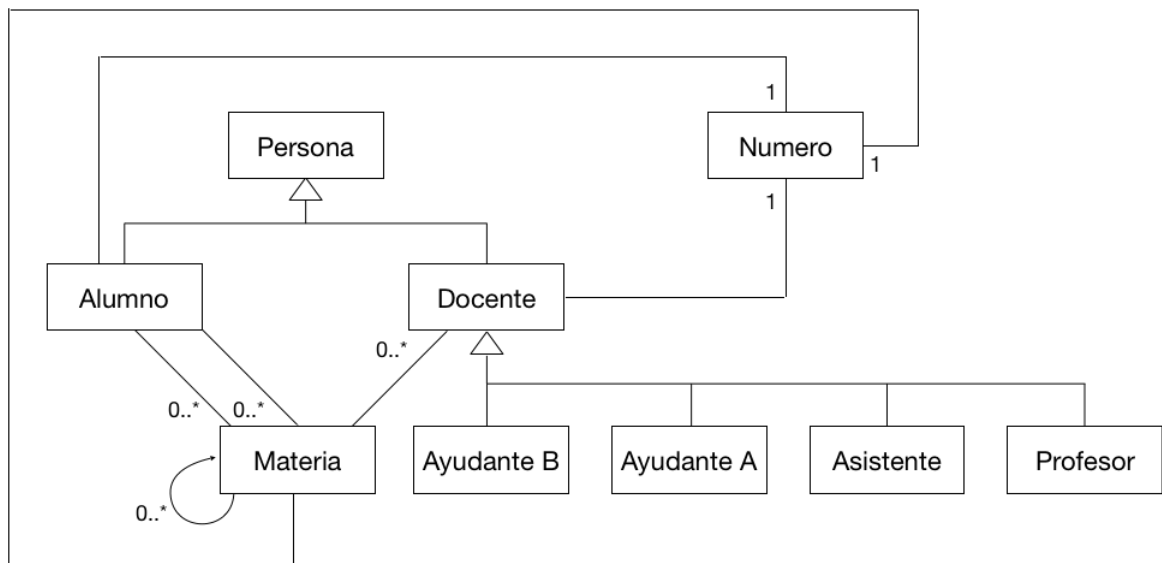 1
Persona
Numero
1
1
Alumno
Docente
0..*
0..*
0..*
Materia
Ayudante B
Ayudante A
Asistente
Profesor
0..*